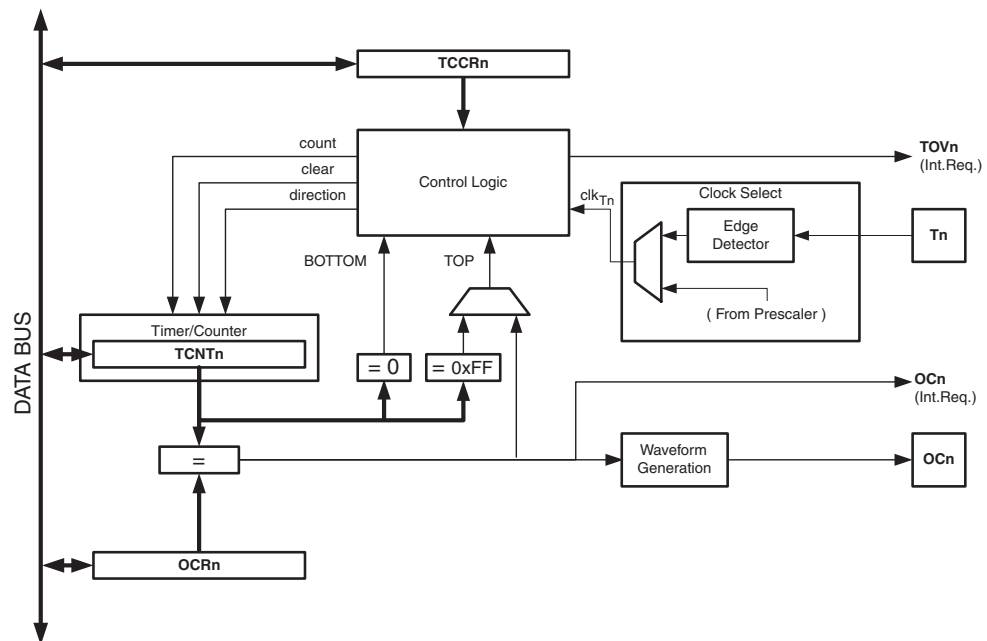 TCCRn
count
clear
direction
Control Logic
TOVn
(Int.Req.)
clkTn
Clock Select
Edge
Detector
Tn
BOTTOM
TOP
( From Prescaler )
Timer/Counter
TCNTn
= 0
= 0xFF
DATA BUS
OCn
(Int.Req.)
=
Waveform
Generation
OCn
OCRn